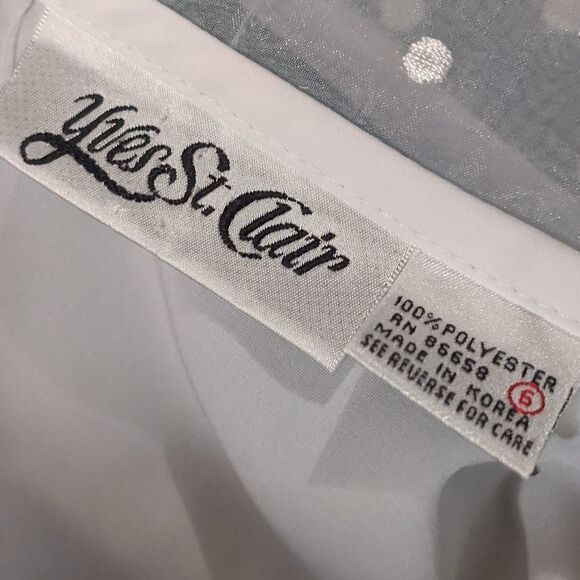 Yves St. Clair
100% POLYESTER
RN 86658
MADE IN KOREA
SEE REVERSE FOR CARE
6